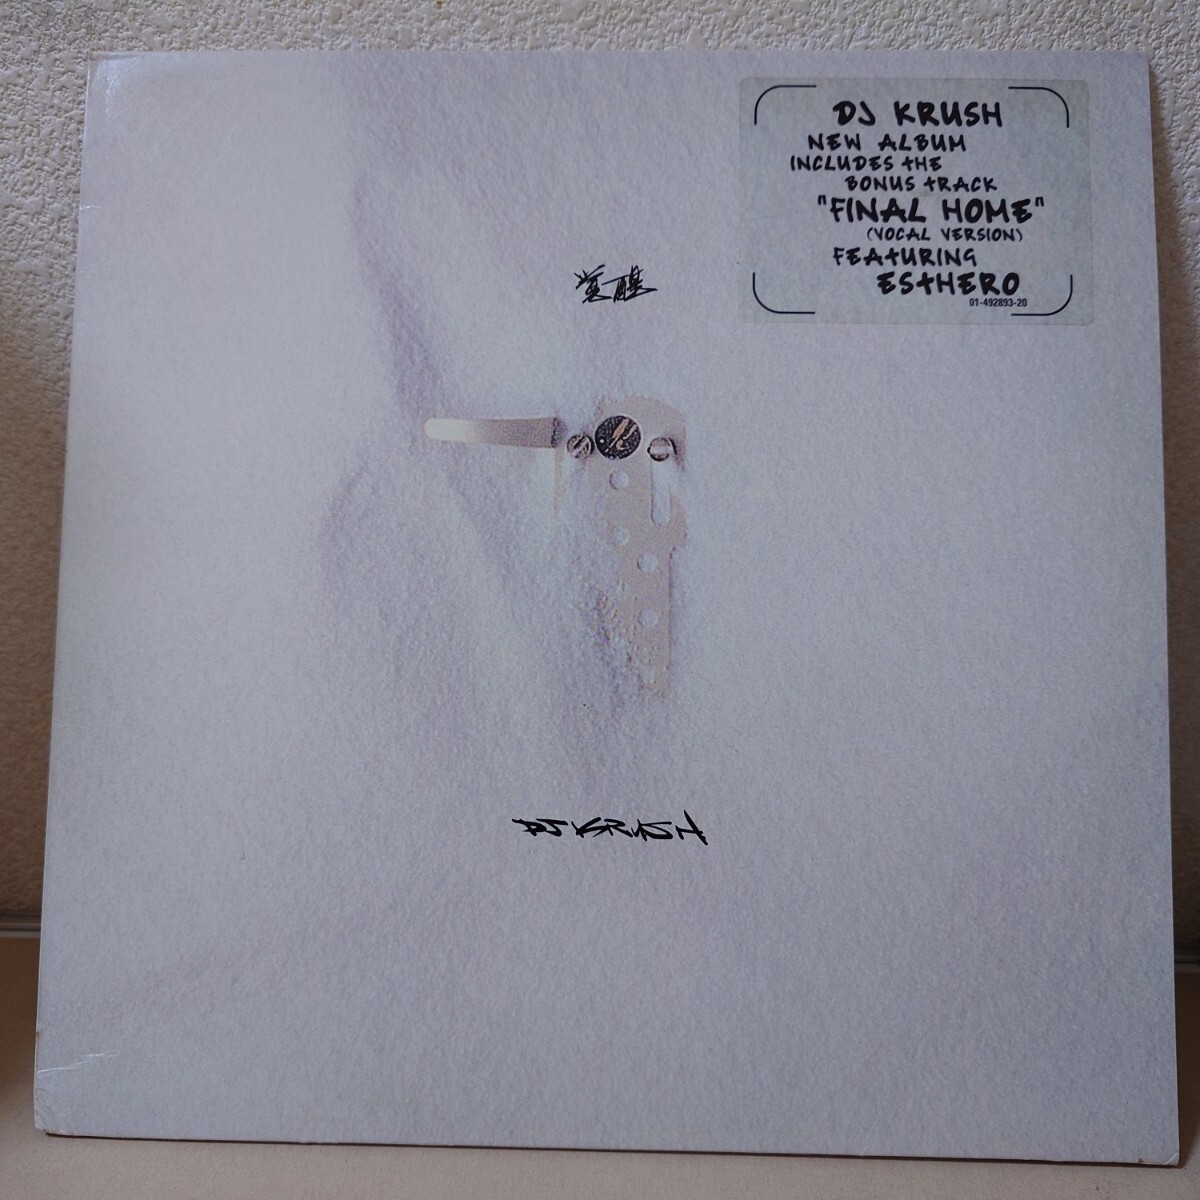 DJ KRUSH
NEW ALBUM
INCLUDES THE
BONUS TRACK
"FINAL HOME"
(VOCAL VERSION)
FEATURING
ESTHERO
01-492893-20
覚醒
DJ KRUSH